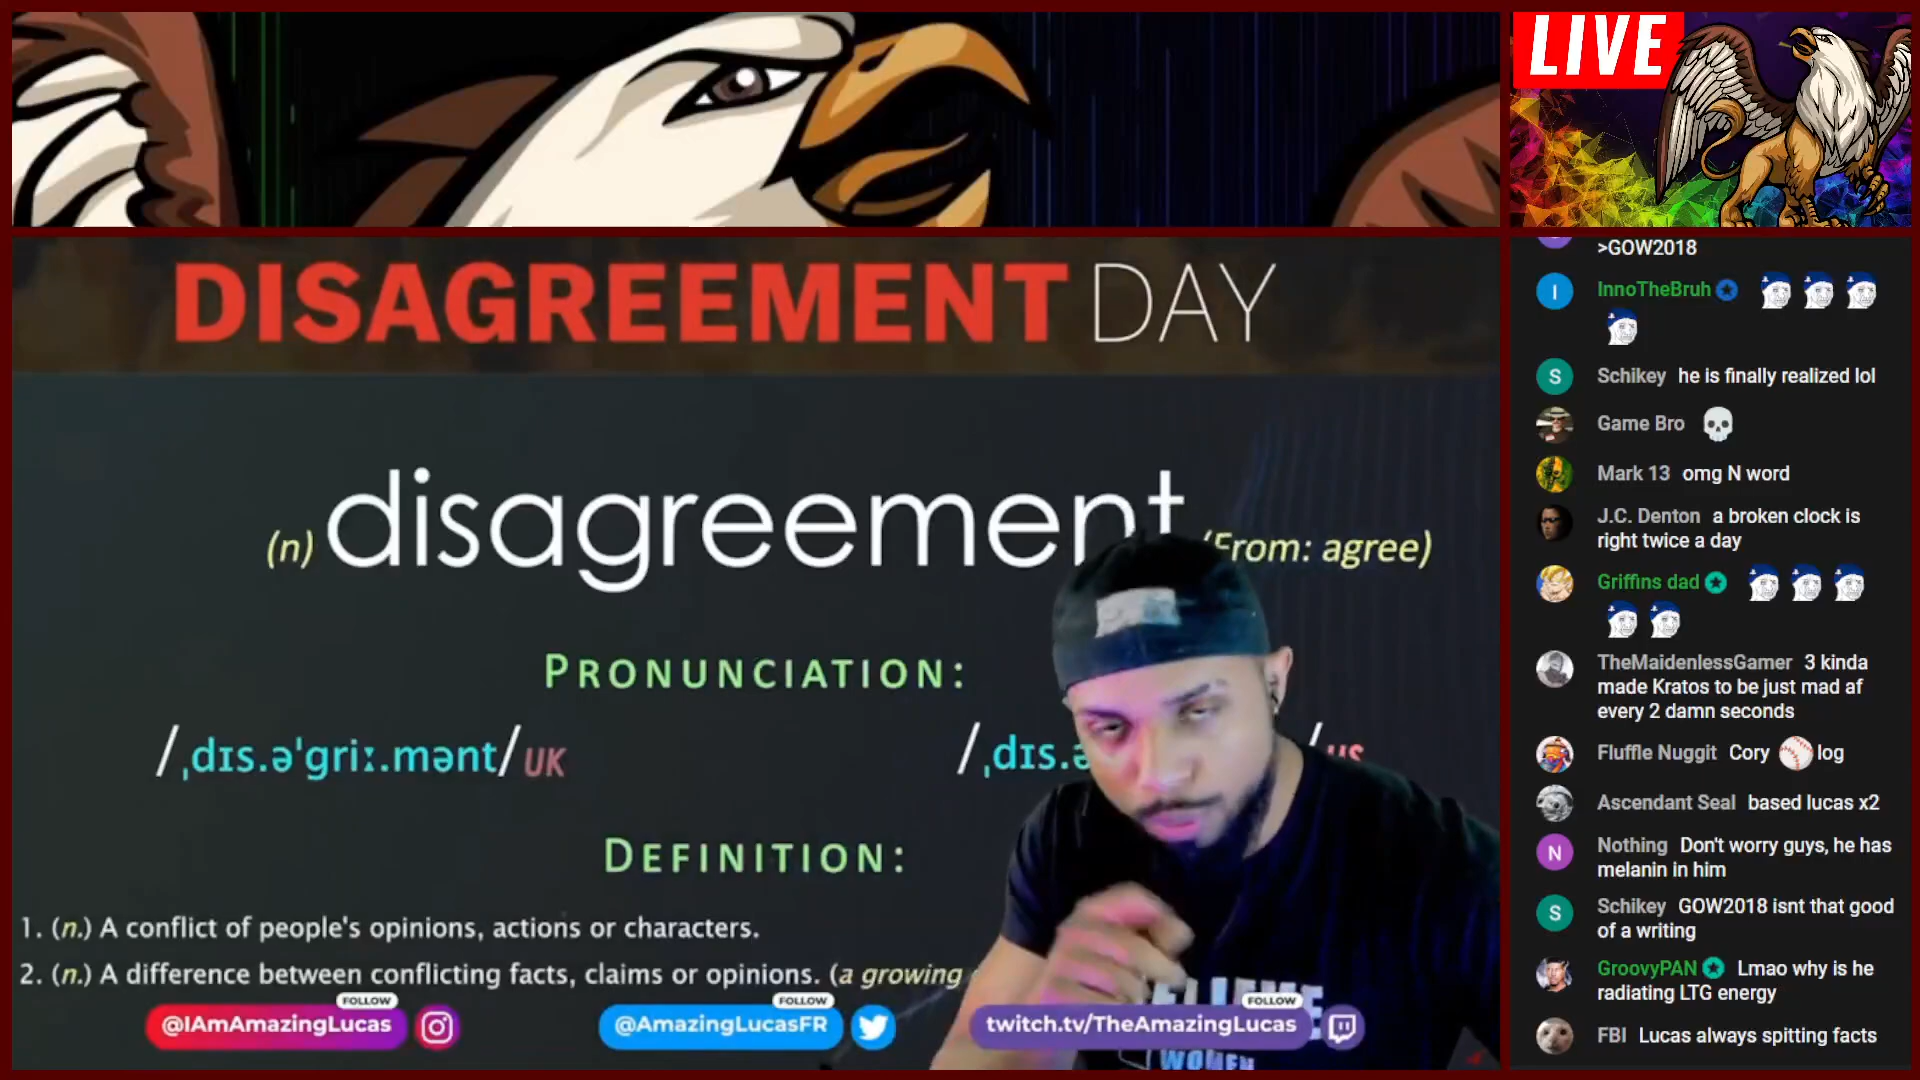 LIVE
DISAGREEMENT DAY
(n) disagreement (From: agree)
PRONUNCIATION:
/ˌdɪs.ə'griː.mənt/ UK
/ˌdɪs.ə / US
DEFINITION:
1. (n.) A conflict of people's opinions, actions or characters.
2. (n.) A difference between conflicting facts, claims or opinions. (a growing
FOLLOW
@IAmAmazingLucas
FOLLOW
@AmazingLucasFR
FOLLOW
twitch.tv/TheAmazingLucas
WOMEN
>GOW2018
I InnoTheBruh
S Schikey he is finally realized lol
Game Bro
Mark 13 omg N word
J.C. Denton a broken clock is
right twice a day
Griffins dad
TheMaidenlessGamer 3 kinda
made Kratos to be just mad af
every 2 damn seconds
Fluffle Nuggit Cory ⚾log
Ascendant Seal based lucas x2
N Nothing Don't worry guys, he has
melanin in him
S Schikey GOW2018 isnt that good
of a writing
GroovyPAN Lmao why is he
radiating LTG energy
FBI Lucas always spitting facts